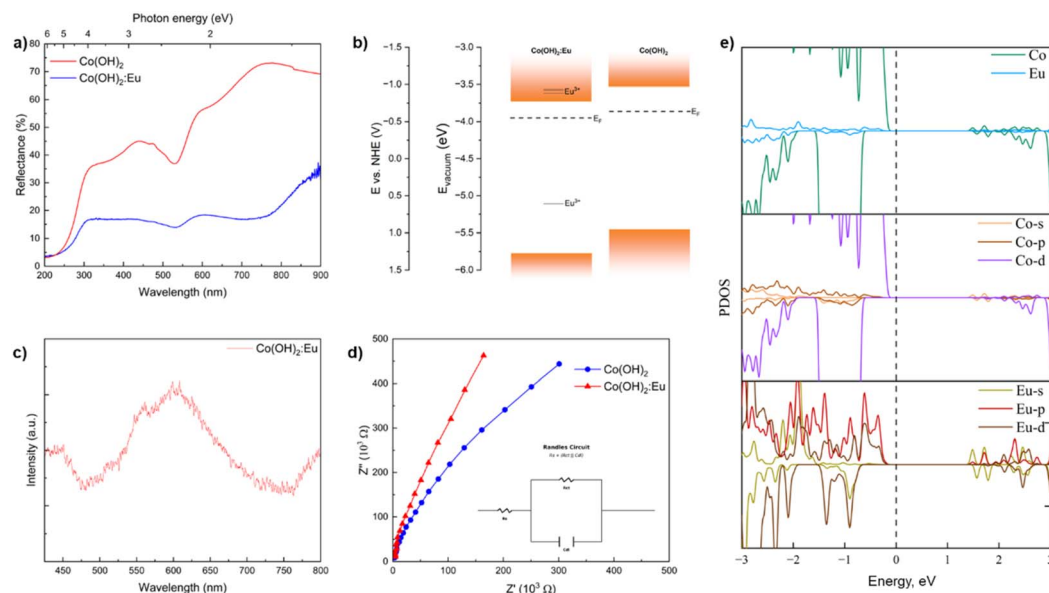 a)
Photon energy (eV)
6 5 4 3 2
80
70
60
50
40
30
20
10
0
Reflectance (%)
Co(OH)2
Co(OH)2:Eu
200 300 400 500 600 700 800 900
Wavelength (nm)
b)
Co(OH)2:Eu Co(OH)2
-1.5
-1.0
-0.5
0.0
0.5
1.0
1.5
E vs. NHE (V)
−3.0
−3.5
−4.0
−4.5
−5.0
−5.5
−6.0
Evacuum (eV)
Eu3+
EF
EF
Eu3+
c)
Co(OH)2:Eu
Intensity (a.u.)
450 500 550 600 650 700 750 800
Wavelength (nm)
d)
500
400
300
200
100
0
Z'' (10³ Ω)
Co(OH)2
Co(OH)2:Eu
Randles Circuit
0 100 200 300 400 500
Z' (10³ Ω)
e)
PDOS
Co
Eu
Co-s
Co-p
Co-d
Eu-s
Eu-p
Eu-d
−3 −2 −1 0 1 2 3
Energy, eV